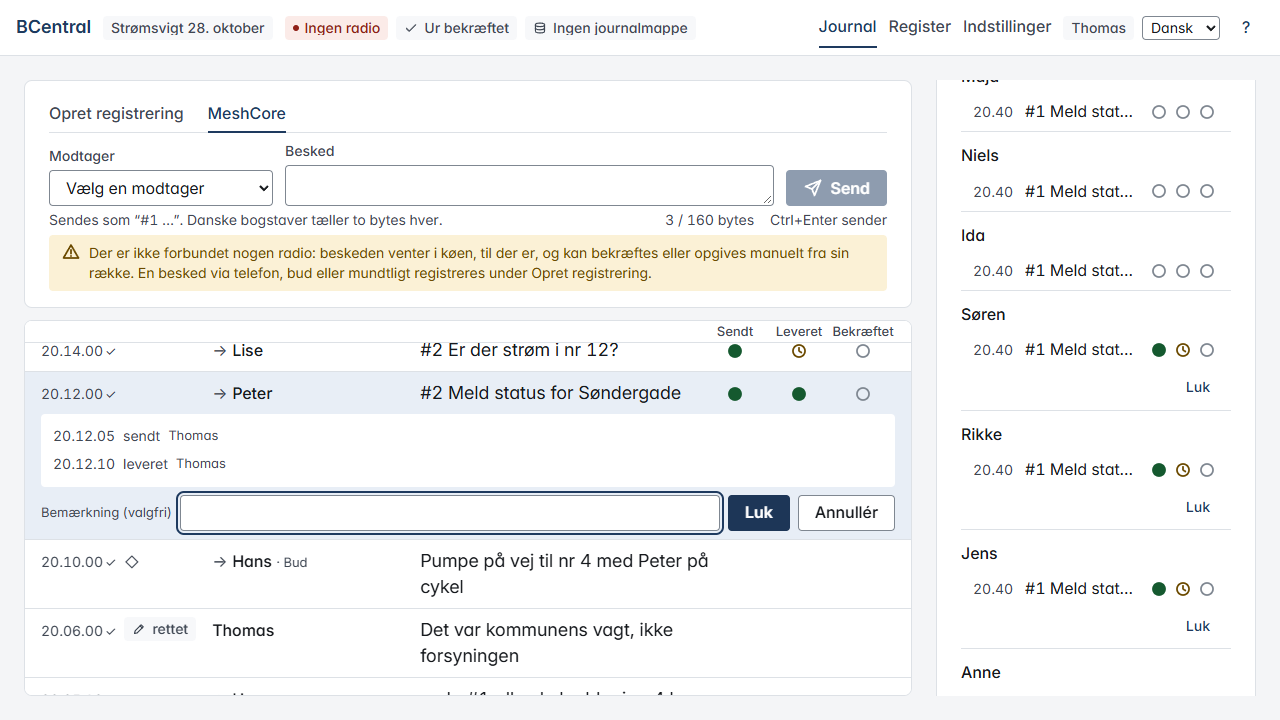 BCentral
Strømsvigt 28. oktober
Ingen radio
Ur bekræftet
Ingen journalmappe
Journal
Register
Indstillinger
Thomas
Dansk
?
Opret registrering
MeshCore
Modtager
Besked
Vælg en modtager
Send
Sendes som “#1 …”. Danske bogstaver tæller to bytes hver.
3 / 160 bytes
Ctrl+Enter sender
Der er ikke forbundet nogen radio: beskeden venter i køen, til der er, og kan bekræftes eller opgives manuelt fra sin
række. En besked via telefon, bud eller mundtligt registreres under Opret registrering.
Sendt
Leveret
Bekræftet
20.14.00 → Lise #2 Er der strøm i nr 12?
20.12.00 → Peter #2 Meld status for Søndergade
20.12.05 sendt Thomas
20.12.10 leveret Thomas
Bemærkning (valgfri)
Luk
Annullér
20.10.00 → Hans · Bud Pumpe på vej til nr 4 med Peter på
cykel
20.06.00 rettet Thomas Det var kommunens vagt, ikke
forsyningen
20.40 #1 Meld stat…
Niels
20.40 #1 Meld stat…
Ida
20.40 #1 Meld stat…
Søren
20.40 #1 Meld stat…
Luk
Rikke
20.40 #1 Meld stat…
Luk
Jens
20.40 #1 Meld stat…
Luk
Anne